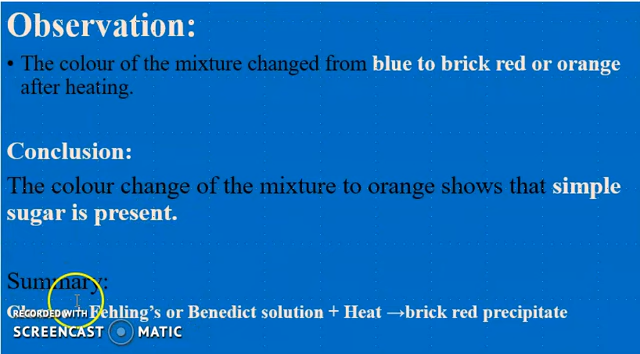 Observation:
• The colour of the mixture changed from blue to brick red or orange
after heating.
Conclusion:
The colour change of the mixture to orange shows that simple
sugar is present.
Summary:
Fehling's or Benedict solution + Heat →brick red precipitate
RECORDED WITH
SCREENCAST MATIC